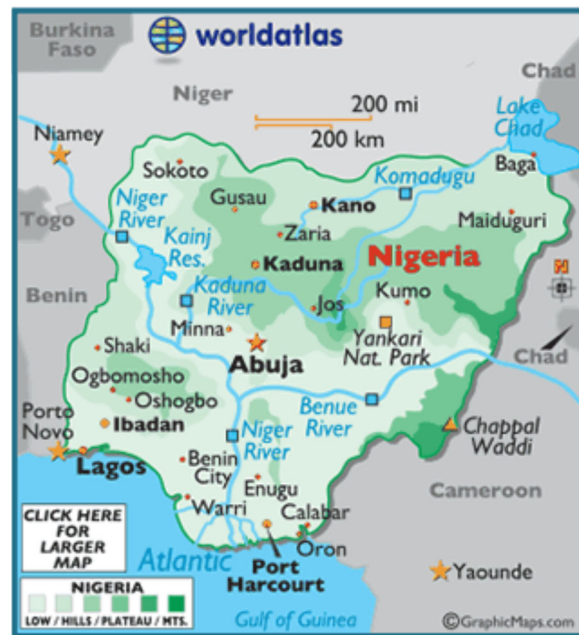 Burkina
Faso
worldatlas
Chad
Niger
200 mi
200 km
Lake
Chad
Niamey
Baga
Sokoto
Komadugu
Gusau
Kano
Niger
River
Maiduguri
Togo
Zaria
Kainj
Res.
Nigeria
Kaduna
N
Kaduna
River
Benin
Jos
Kumo
Minna
Yankari
Nat. Park
Shaki
Abuja
Chad
Ogbomosho
Oshogbo
Benue
River
Porto
Novo
Ibadan
Niger
River
Chappal
Waddi
Lagos
Benin
City
Enugu
Cameroon
Warri
CLICK HERE
FOR
LARGER
MAP
Calabar
Oron
Atlantic
Port
Harcourt
Yaounde
NIGERIA
LOW / HILLS / PLATEAU / MTS.
Gulf of Guinea
©GraphicMaps.com